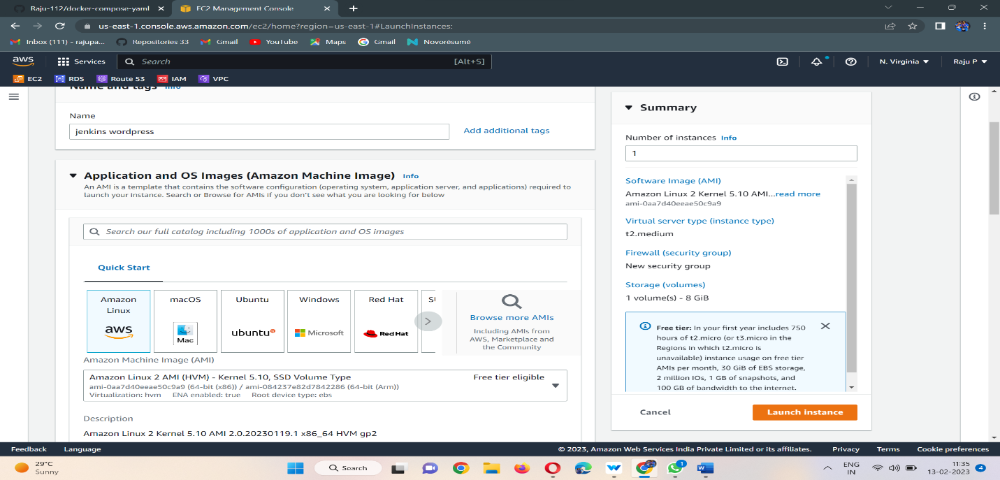 Raju-112/docker-compose-yaml
EC2 Management Console
us-east-1.console.aws.amazon.com/ec2/home?region=us-east-1#LaunchInstances:
Inbox (111) - rajupa...
Repositories 33
Gmail
YouTube
Maps
Gmail
Novorésumé
aws
Services
Search
[Alt+S]
N. Virginia
Raju P
EC2
RDS
Route 53
IAM
VPC
Name and tags Info
Name
jenkins wordpress
Add additional tags
Application and OS Images (Amazon Machine Image) Info
An AMI is a template that contains the software configuration (operating system, application server, and applications) required to
launch your instance. Search or Browse for AMIs if you don't see what you are looking for below
Search our full catalog including 1000s of application and OS images
Quick Start
Amazon
Linux
aws
macOS
Mac
Ubuntu
ubuntu
Windows
Microsoft
Red Hat
Red Hat
Browse more AMIs
Including AMIs from
AWS, Marketplace and
the Community
Amazon Machine Image (AMI)
Amazon Linux 2 AMI (HVM) - Kernel 5.10, SSD Volume Type
Free tier eligible
ami-0aa7d40eeae50c9a9 (64-bit (x86)) / ami-084237e82d7842286 (64-bit (Arm))
Virtualization: hvm ENA enabled: true Root device type: ebs
Description
Amazon Linux 2 Kernel 5.10 AMI 2.0.20230119.1 x86_64 HVM gp2
Summary
Number of instances Info
1
Software Image (AMI)
Amazon Linux 2 Kernel 5.10 AMI...read more
ami-0aa7d40eeae50c9a9
Virtual server type (instance type)
t2.medium
Firewall (security group)
New security group
Storage (volumes)
1 volume(s) - 8 GiB
Free tier: In your first year includes 750
hours of t2.micro (or t3.micro in the
Regions in which t2.micro is
unavailable) instance usage on free tier
AMIs per month, 30 GiB of EBS storage,
2 million IOs, 1 GB of snapshots, and
100 GB of bandwidth to the internet.
Cancel
Launch instance
Feedback
Language
© 2023, Amazon Web Services India Private Limited or its affiliates.
Privacy
Terms
Cookie preferences
29°C
Sunny
Search
1
ENG
IN
11:35
13-02-2023
4